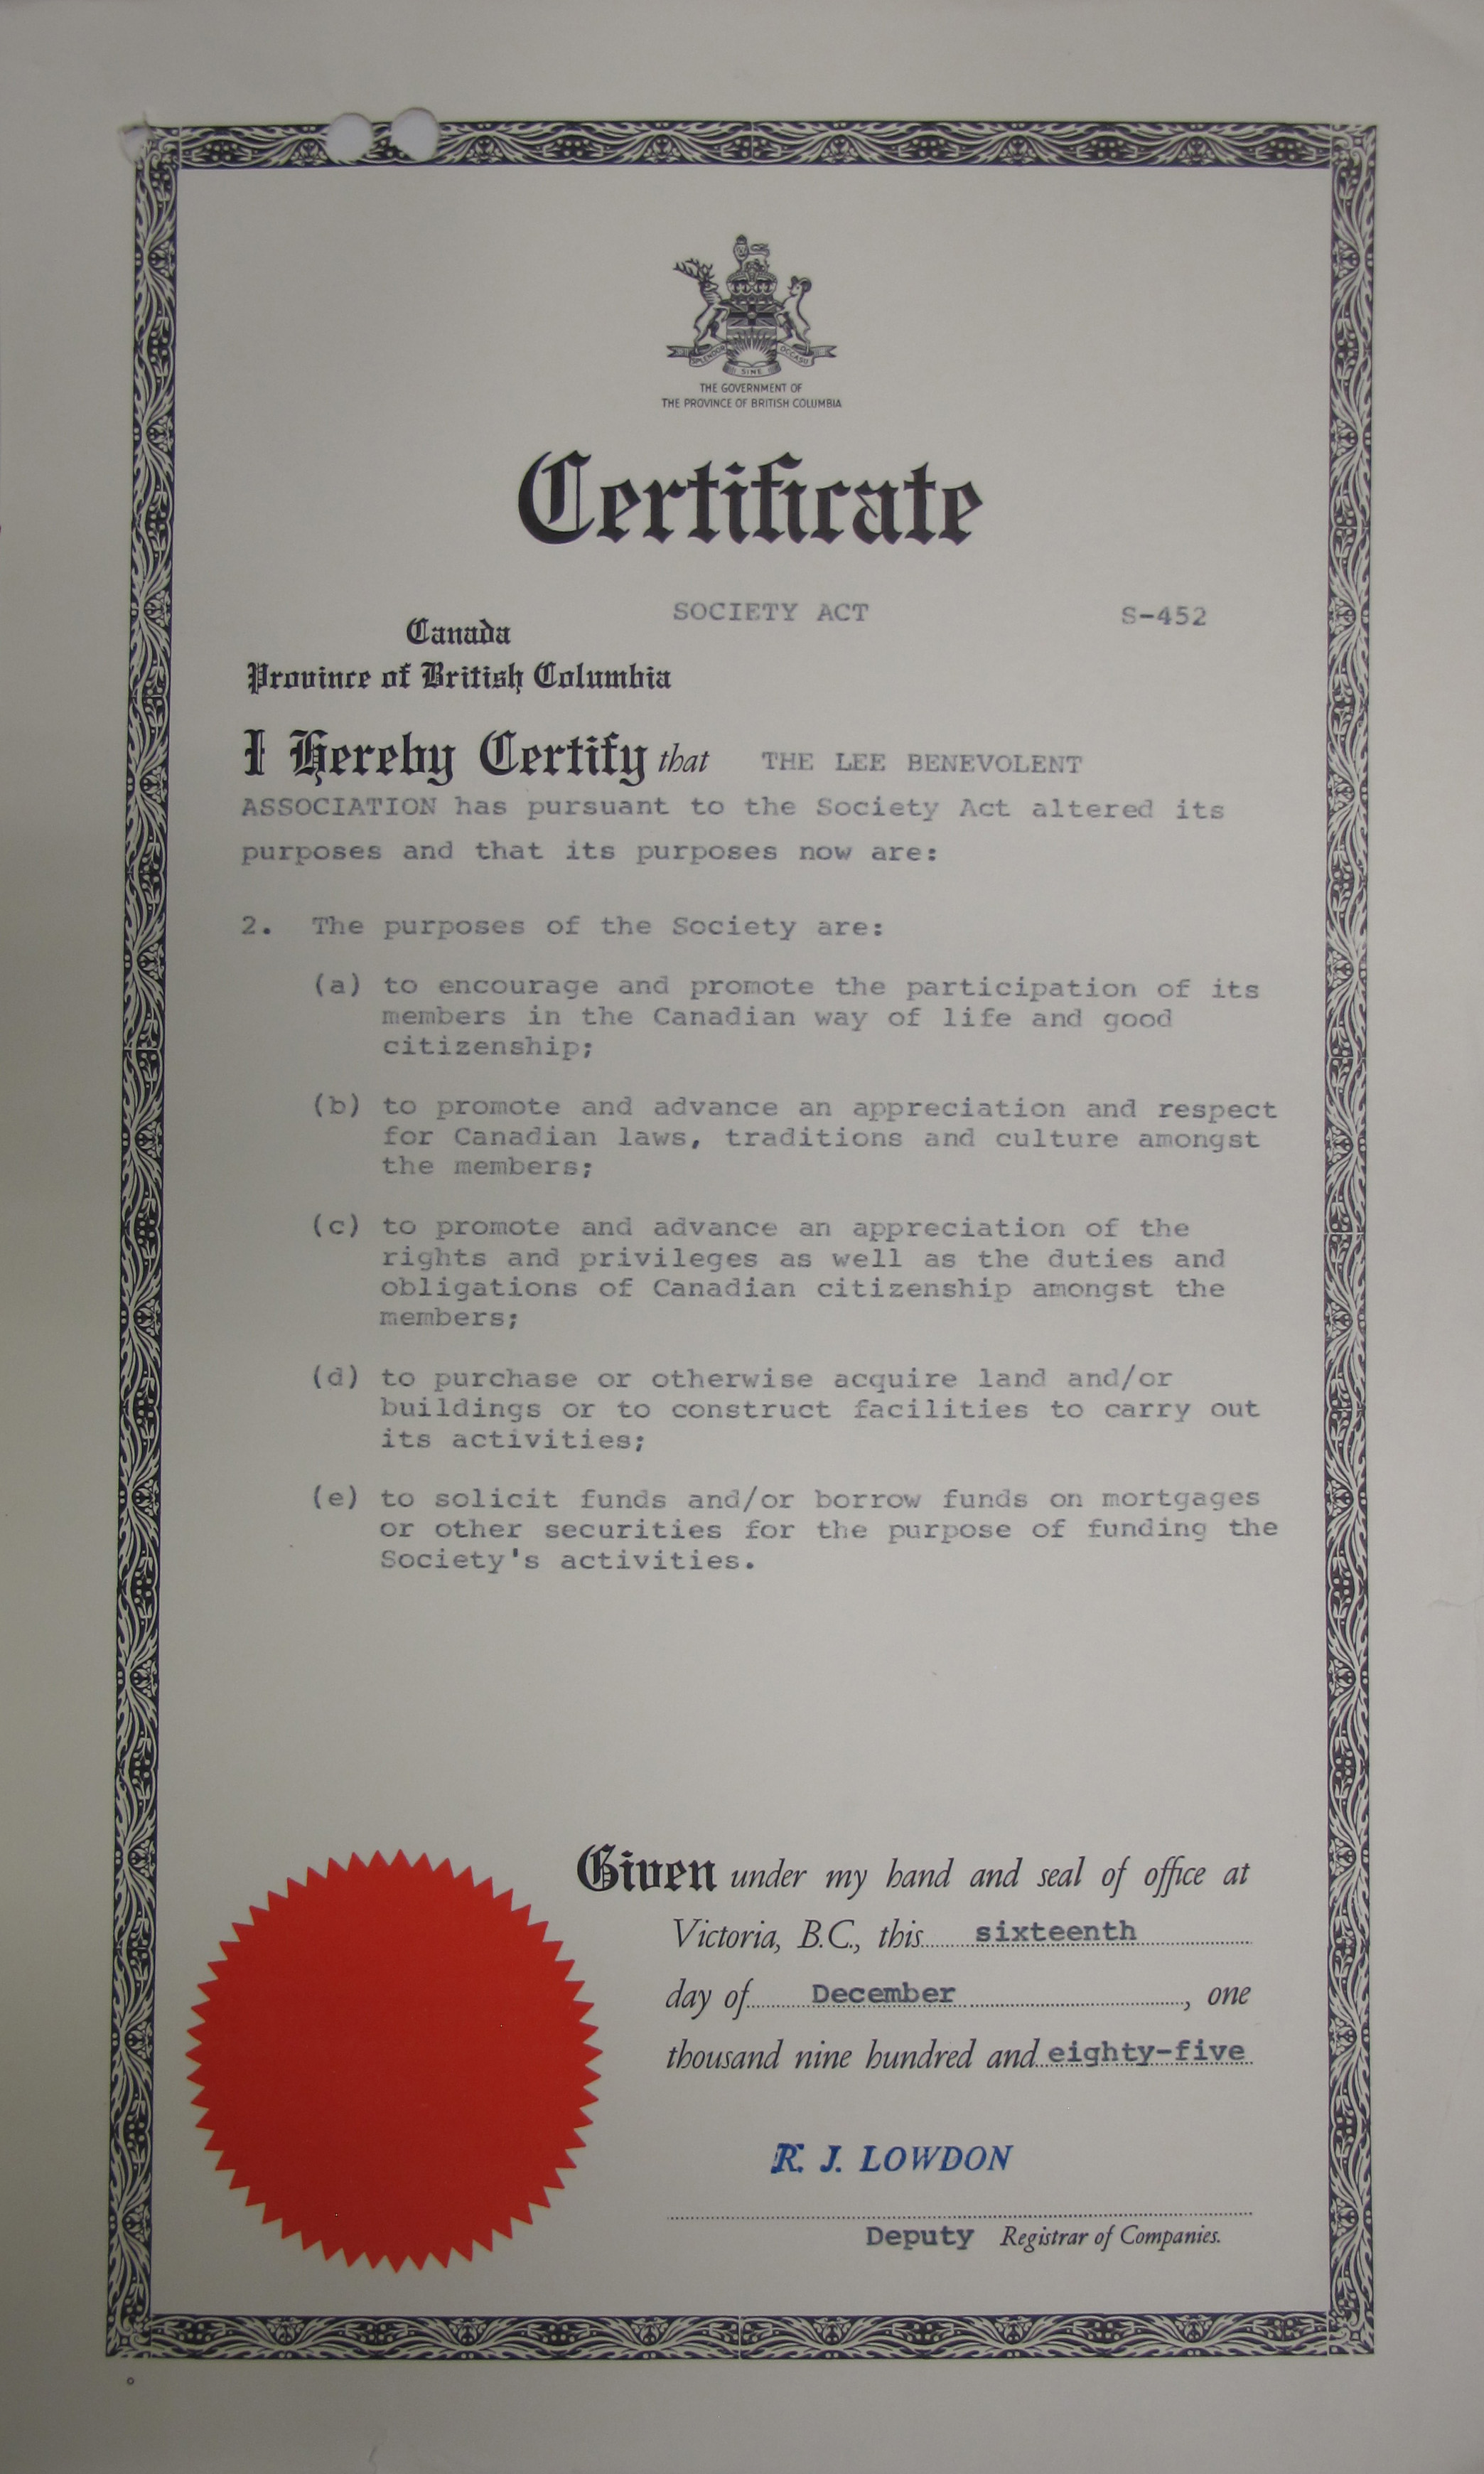 SPLENDOR SINE OCCASU
THE GOVERNMENT OF
THE PROVINCE OF BRITISH COLUMBIA
Certificate
SOCIETY ACT S-452
Canada
Province of British Columbia
I Hereby Certify that THE LEE BENEVOLENT
ASSOCIATION has pursuant to the Society Act altered its
purposes and that its purposes now are:
2. The purposes of the Society are:
(a) to encourage and promote the participation of its
members in the Canadian way of life and good
citizenship;
(b) to promote and advance an appreciation and respect
for Canadian laws, traditions and culture amongst
the members;
(c) to promote and advance an appreciation of the
rights and privileges as well as the duties and
obligations of Canadian citizenship amongst the
members;
(d) to purchase or otherwise acquire land and/or
buildings or to construct facilities to carry out
its activities;
(e) to solicit funds and/or borrow funds on mortgages
or other securities for the purpose of funding the
Society's activities.
Given under my hand and seal of office at
Victoria, B.C., this sixteenth
day of December, one
thousand nine hundred and eighty-five
R. J. LOWDON
Deputy Registrar of Companies.